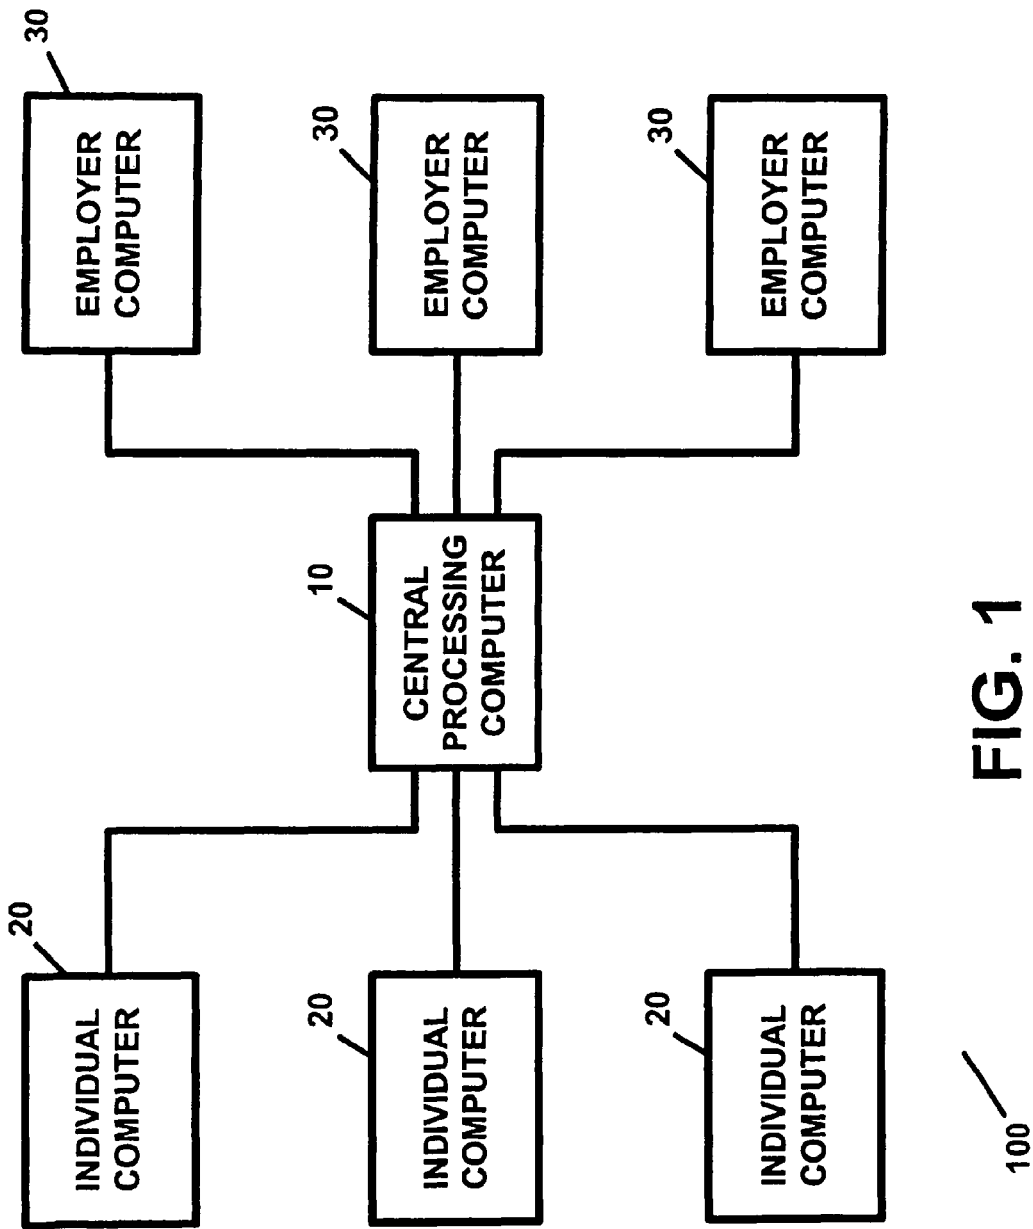 20
INDIVIDUAL
COMPUTER
20
INDIVIDUAL
COMPUTER
20
INDIVIDUAL
COMPUTER
10
CENTRAL
PROCESSING
COMPUTER
30
EMPLOYER
COMPUTER
30
EMPLOYER
COMPUTER
30
EMPLOYER
COMPUTER
100
FIG. 1